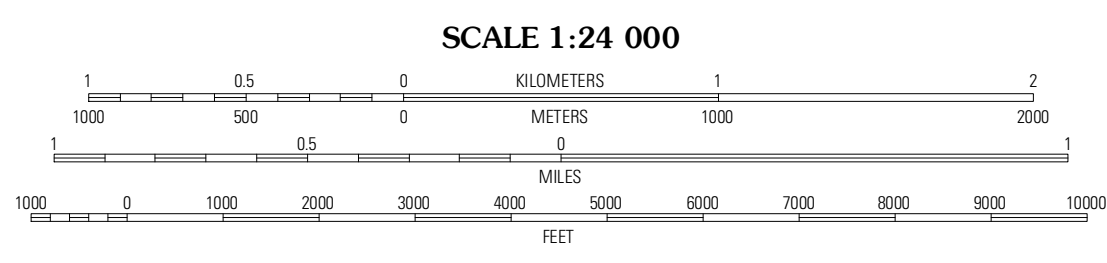 SCALE 1:24 000
1 0.5 0 KILOMETERS 1 2
1000 500 0 METERS 1000 2000
1 0.5 0 1
MILES
1000 0 1000 2000 3000 4000 5000 6000 7000 8000 9000 10000
FEET